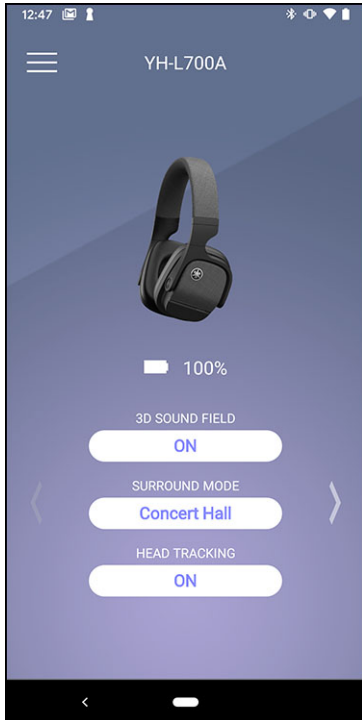 12:47
YH-L700A
100%
3D SOUND FIELD
ON
SURROUND MODE
Concert Hall
HEAD TRACKING
ON